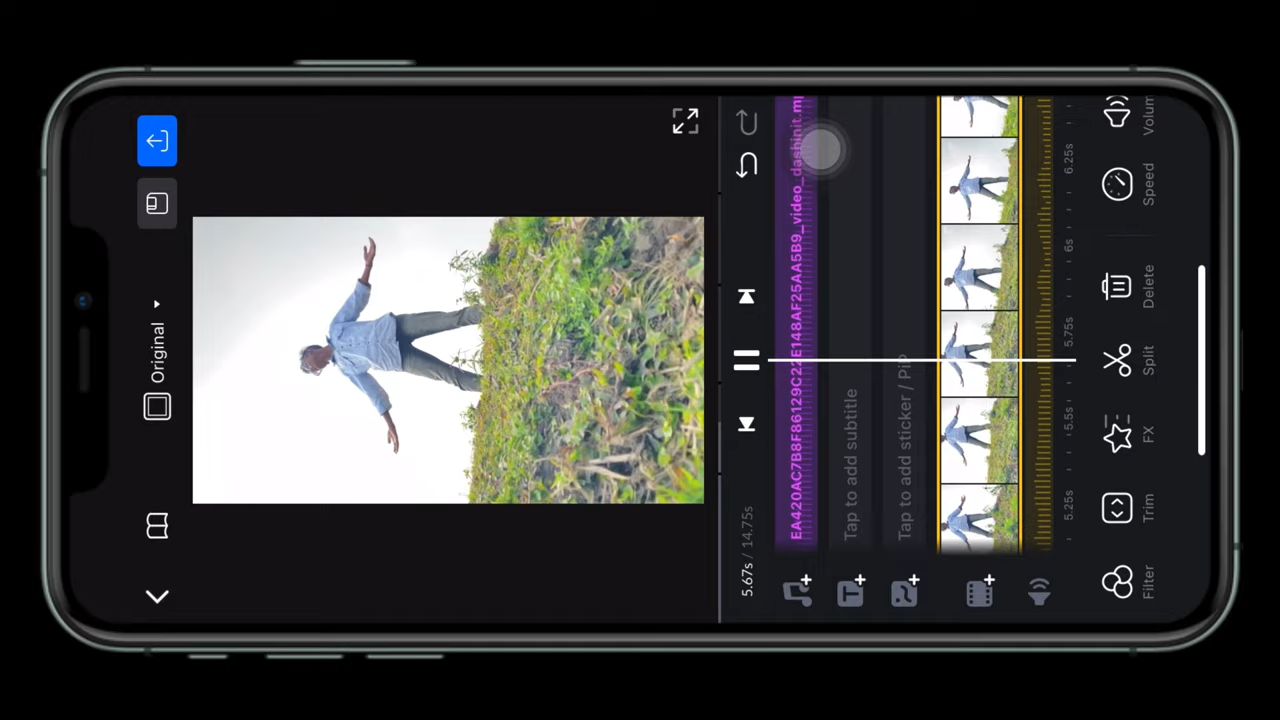 Original
5.67s / 14.75s
EA420AC7B8F86129C22E148AF25AA5B9_video_dashinit.m
Tap to add subtitle
Tap to add sticker / PiP
5.25s
5.5s
5.75s
6s
6.25s
Filter
Trim
FX
Split
Delete
Speed
Volum